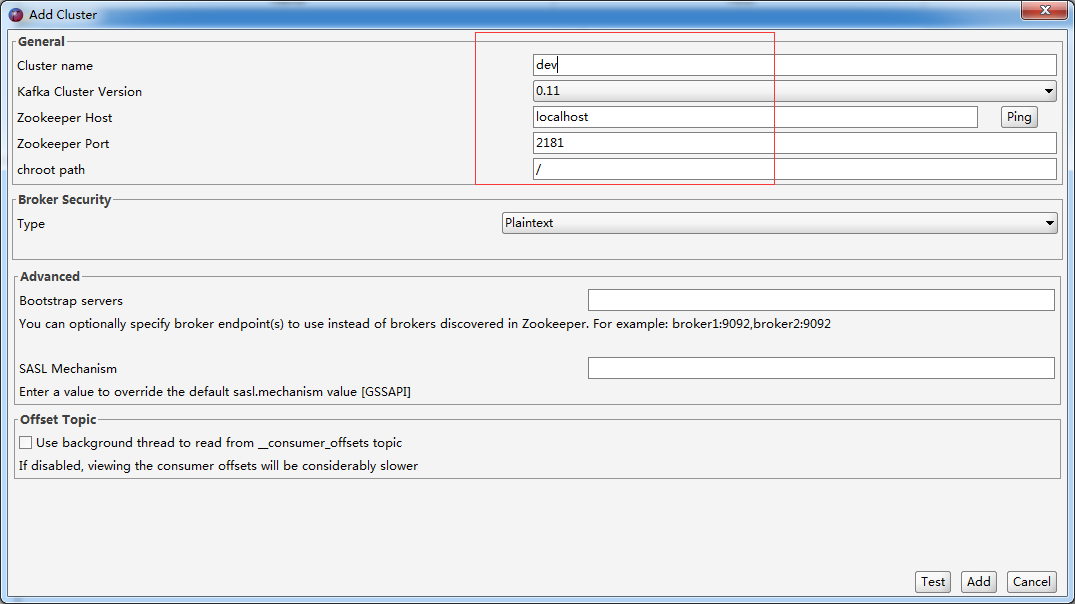 Add Cluster
General
Cluster name dev
Kafka Cluster Version 0.11
Zookeeper Host localhost Ping
Zookeeper Port 2181
chroot path /
Broker Security
Type Plaintext
Advanced
Bootstrap servers
You can optionally specify broker endpoint(s) to use instead of brokers discovered in Zookeeper. For example: broker1:9092,broker2:9092
SASL Mechanism
Enter a value to override the default sasl.mechanism value [GSSAPI]
Offset Topic
Use background thread to read from __consumer_offsets topic
If disabled, viewing the consumer offsets will be considerably slower
Test Add Cancel